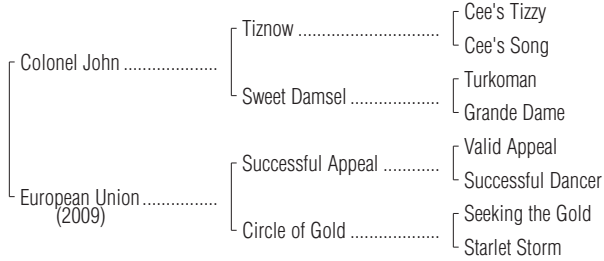 Cee's Tizzy
Tiznow ........................................
Cee's Song
Colonel John ....................
Turkoman
Sweet Damsel ......................
Grande Dame
Valid Appeal
Successful Appeal ............
Successful Dancer
European Union................
(2009)
Seeking the Gold
Circle of Gold ......................
Starlet Storm